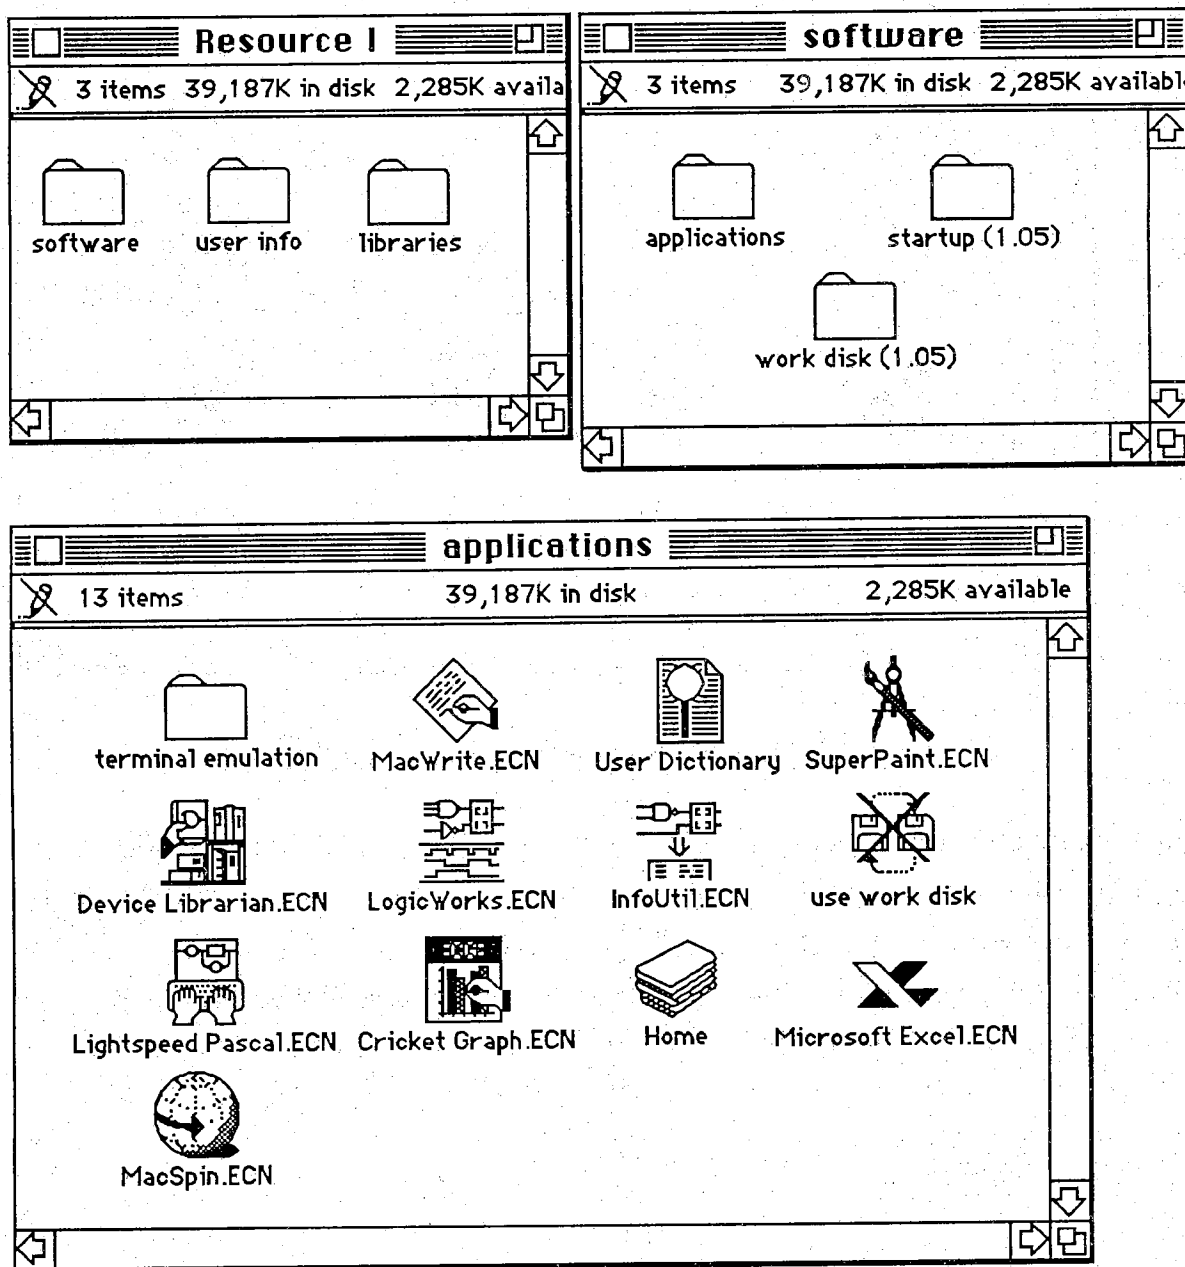 Resource 1
3 items 39,187K in disk 2,285K availa
software user info libraries
software
3 items 39,187K in disk 2,285K available
applications startup (1.05)
work disk (1.05)
applications
13 items 39,187K in disk 2,285K available
terminal emulation MacWrite.ECN User Dictionary SuperPaint.ECN
Device Librarian.ECN LogicWorks.ECN InfoUtil.ECN use work disk
Lightspeed Pascal.ECN Cricket Graph.ECN Home Microsoft Excel.ECN
MacSpin.ECN